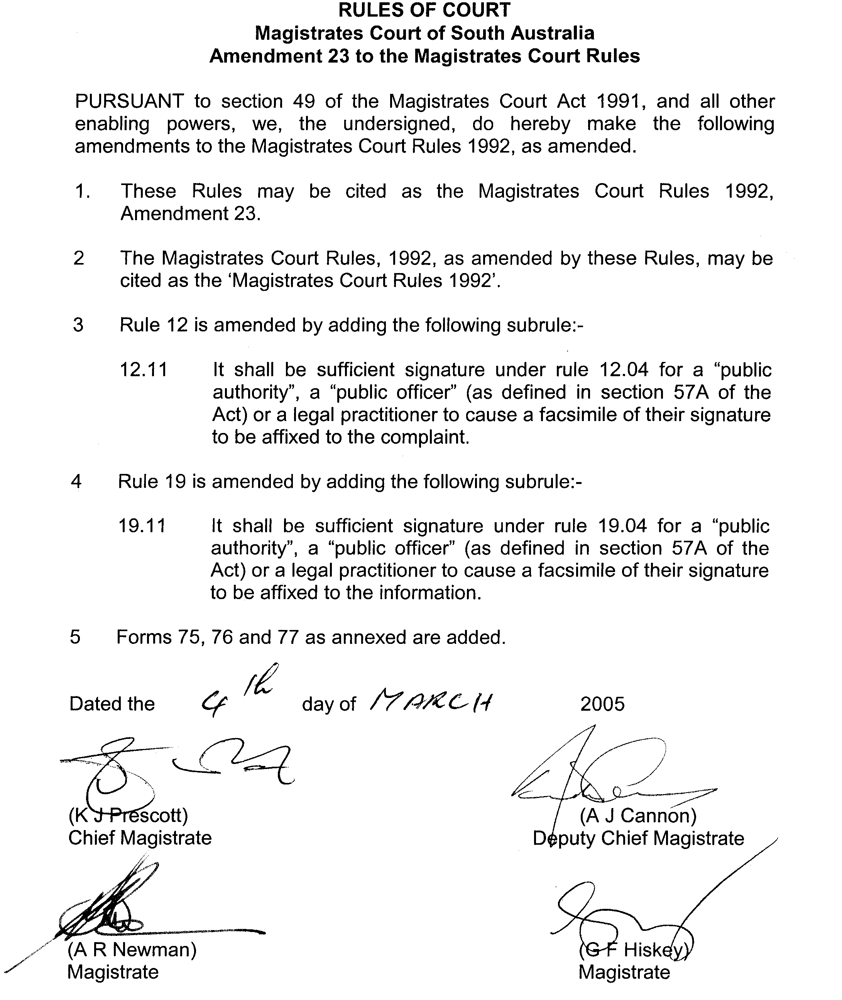 RULES OF COURT
Magistrates Court of South Australia
Amendment 23 to the Magistrates Court Rules
PURSUANT to section 49 of the Magistrates Court Act 1991, and all other
enabling powers, we, the undersigned, do hereby make the following
amendments to the Magistrates Court Rules 1992, as amended.
1. These Rules may be cited as the Magistrates Court Rules 1992,
Amendment 23.
2 The Magistrates Court Rules, 1992, as amended by these Rules, may be
cited as the ‘Magistrates Court Rules 1992’.
3 Rule 12 is amended by adding the following subrule:-
12.11 It shall be sufficient signature under rule 12.04 for a “public
authority”, a “public officer” (as defined in section 57A of the
Act) or a legal practitioner to cause a facsimile of their signature
to be affixed to the complaint.
4 Rule 19 is amended by adding the following subrule:-
19.11 It shall be sufficient signature under rule 19.04 for a “public
authority”, a “public officer” (as defined in section 57A of the
Act) or a legal practitioner to cause a facsimile of their signature
to be affixed to the information.
5 Forms 75, 76 and 77 as annexed are added.
Dated the 4th day of MARCH 2005
(K J Prescott) (A J Cannon)
Chief Magistrate Deputy Chief Magistrate
(A R Newman) (G F Hiskey)
Magistrate Magistrate